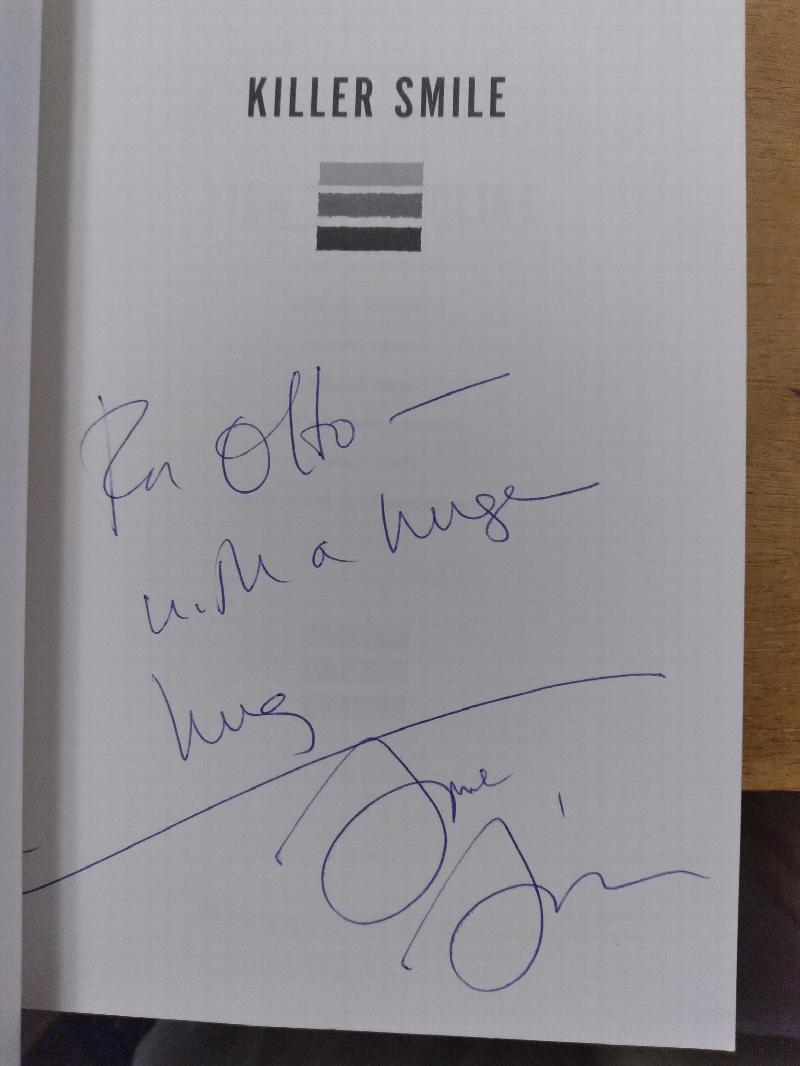 KILLER SMILE
For Otto —
with a huge
hug